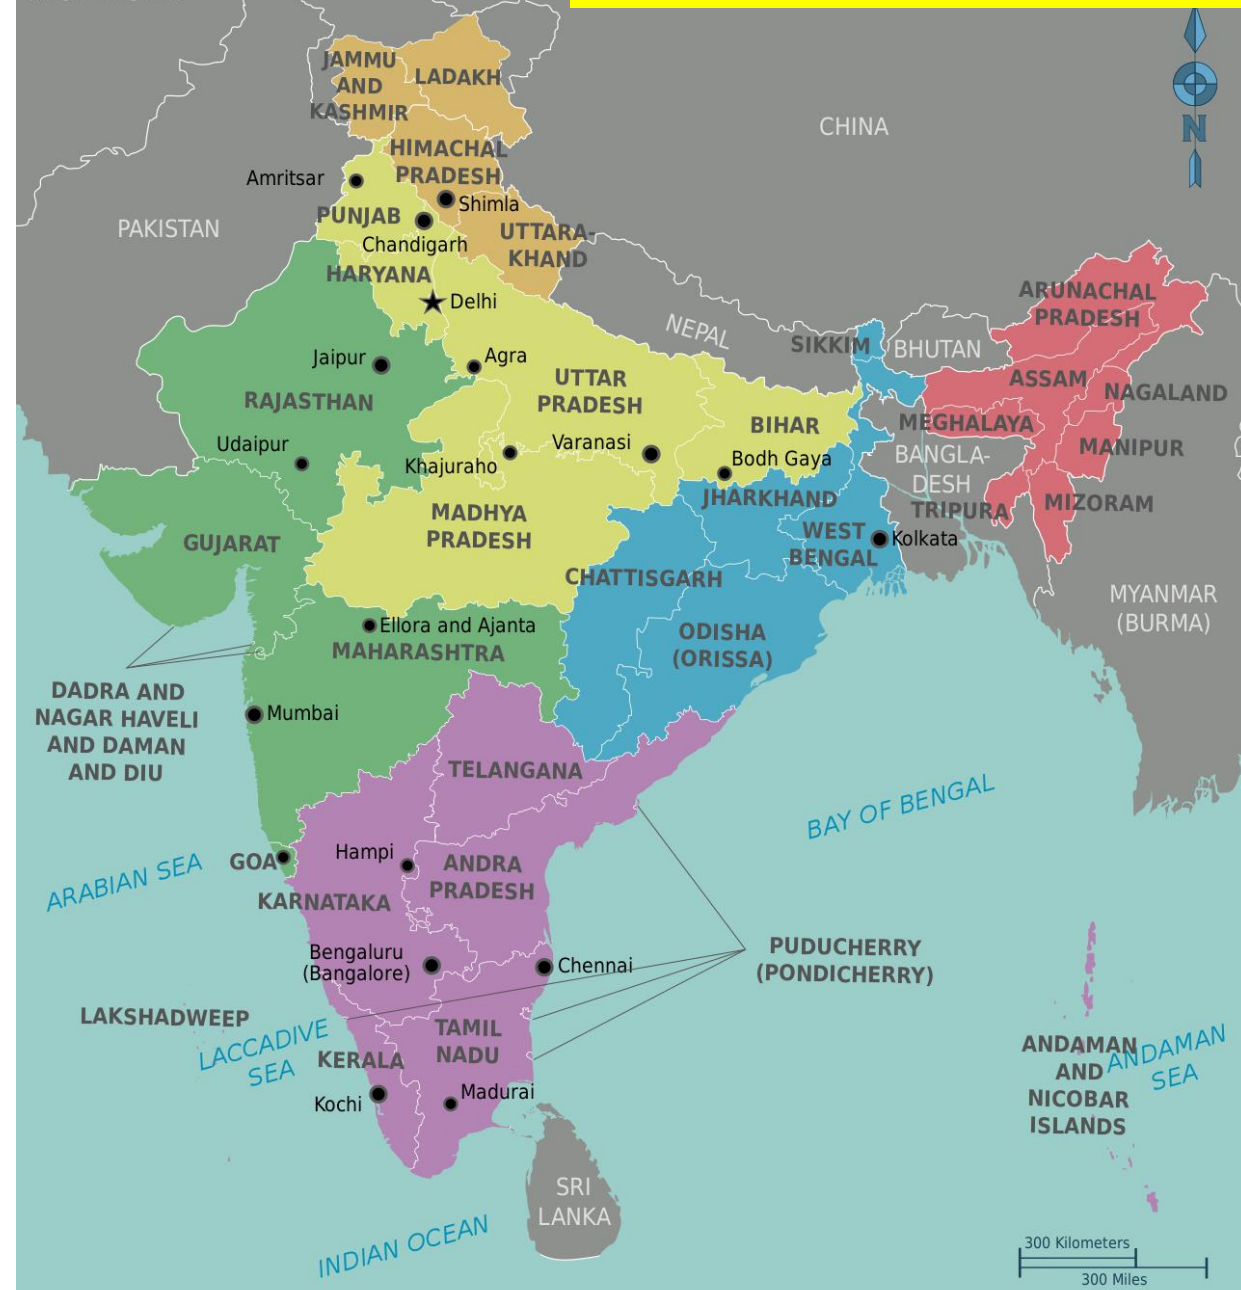 JAMMU
AND
KASHMIR
LADAKH
CHINA
N
HIMACHAL
PRADESH
Amritsar
Shimla
PUNJAB
PAKISTAN
Chandigarh
UTTARA-
KHAND
HARYANA
Delhi
ARUNACHAL
PRADESH
NEPAL
SIKKIM
BHUTAN
Jaipur
Agra
UTTAR
PRADESH
ASSAM
NAGALAND
RAJASTHAN
BIHAR
MEGHALAYA
Udaipur
Varanasi
MANIPUR
Khajuraho
Bodh Gaya
BANGLA-
DESH
JHARKHAND
MIZORAM
TRIPURA
MADHYA
PRADESH
GUJARAT
WEST
BENGAL
Kolkata
CHATTISGARH
MYANMAR
(BURMA)
Ellora and Ajanta
MAHARASHTRA
ODISHA
(ORISSA)
DADRA AND
NAGAR HAVELI
AND DAMAN
AND DIU
Mumbai
TELANGANA
BAY OF BENGAL
ARABIAN SEA
GOA
Hampi
ANDRA
PRADESH
KARNATAKA
Bengaluru
(Bangalore)
Chennai
PUDUCHERRY
(PONDICHERRY)
LAKSHADWEEP
LACCADIVE
SEA
TAMIL
NADU
KERALA
ANDAMAN
AND
NICOBAR
ISLANDS
ANDAMAN
SEA
Kochi
Madurai
SRI
LANKA
INDIAN OCEAN
300 Kilometers
300 Miles